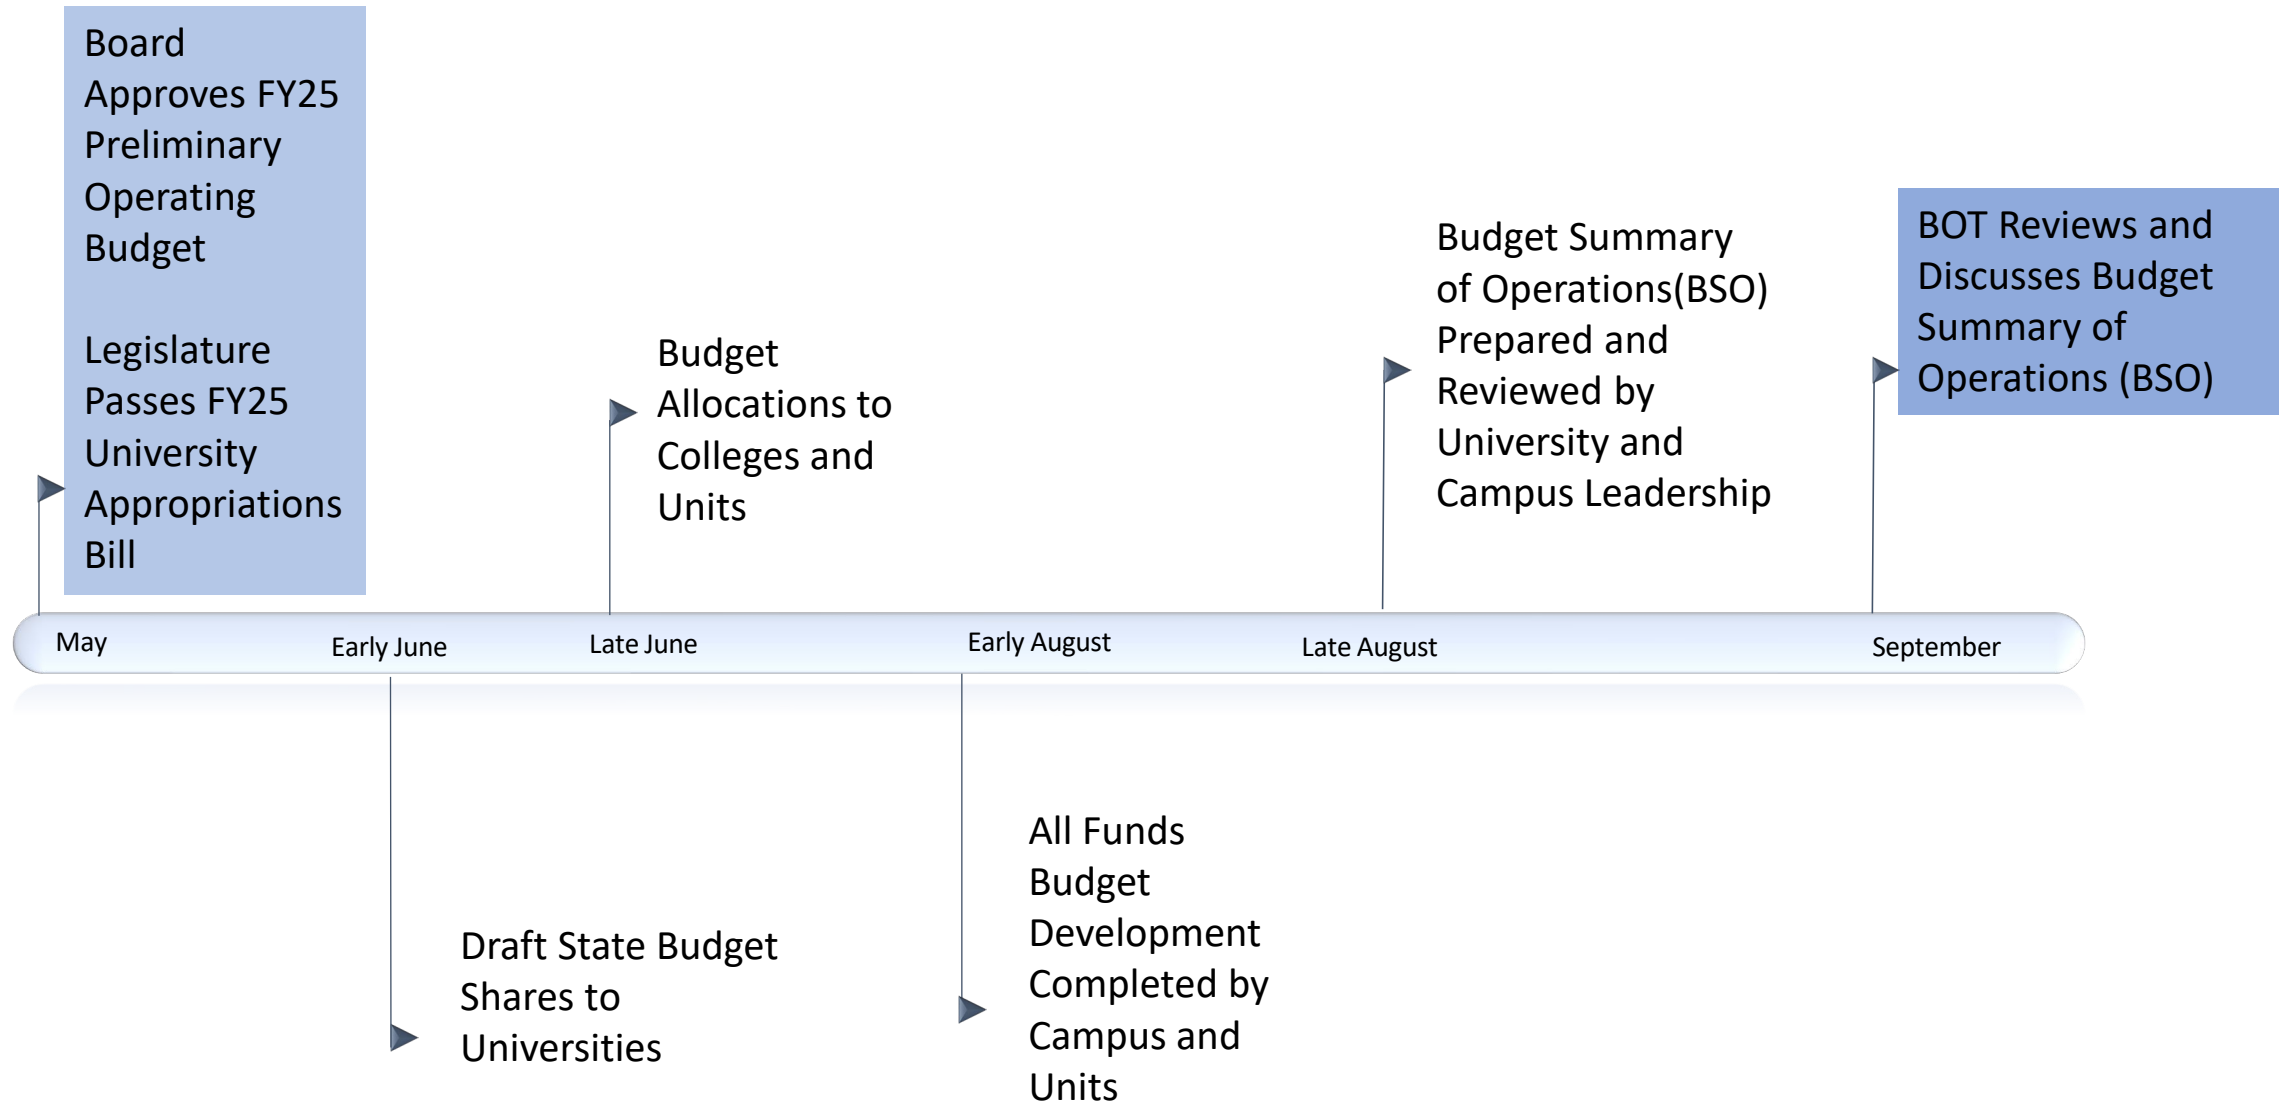 Board
Approves FY25
Preliminary
Operating
Budget
Legislature
Passes FY25
University
Appropriations
Bill
Budget
Allocations to
Colleges and
Units
Budget Summary
of Operations(BSO)
Prepared and
Reviewed by
University and
Campus Leadership
BOT Reviews and
Discusses Budget
Summary of
Operations (BSO)
May
Early June
Late June
Early August
Late August
September
Draft State Budget
Shares to
Universities
All Funds
Budget
Development
Completed by
Campus and
Units